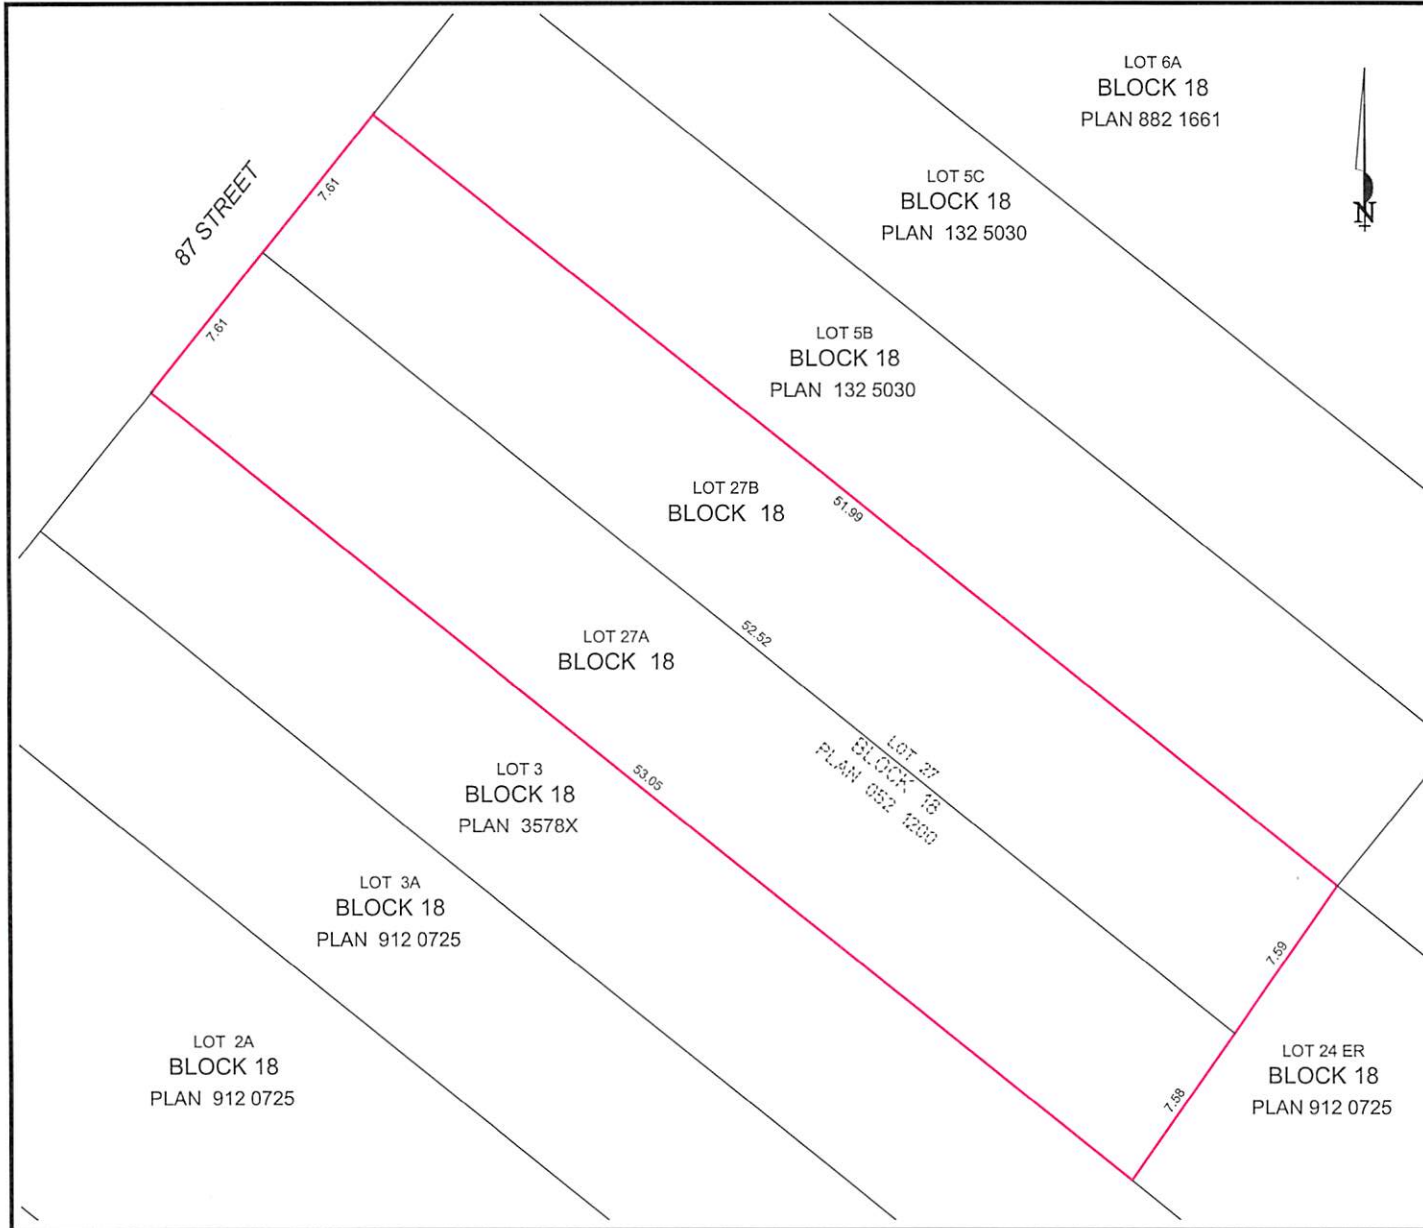 LOT 6A
BLOCK 18
PLAN 882 1661
N
LOT 5C
BLOCK 18
PLAN 132 5030
87 STREET
7.61
7.61
LOT 5B
BLOCK 18
PLAN 132 5030
LOT 27B
BLOCK 18
51.99
LOT 27A
BLOCK 18
52.52
LOT 27
BLOCK 18
PLAN 052 1200
LOT 3
BLOCK 18
PLAN 3578X
53.05
LOT 3A
BLOCK 18
PLAN 912 0725
7.59
LOT 2A
BLOCK 18
PLAN 912 0725
LOT 24 ER
BLOCK 18
PLAN 912 0725
7.58